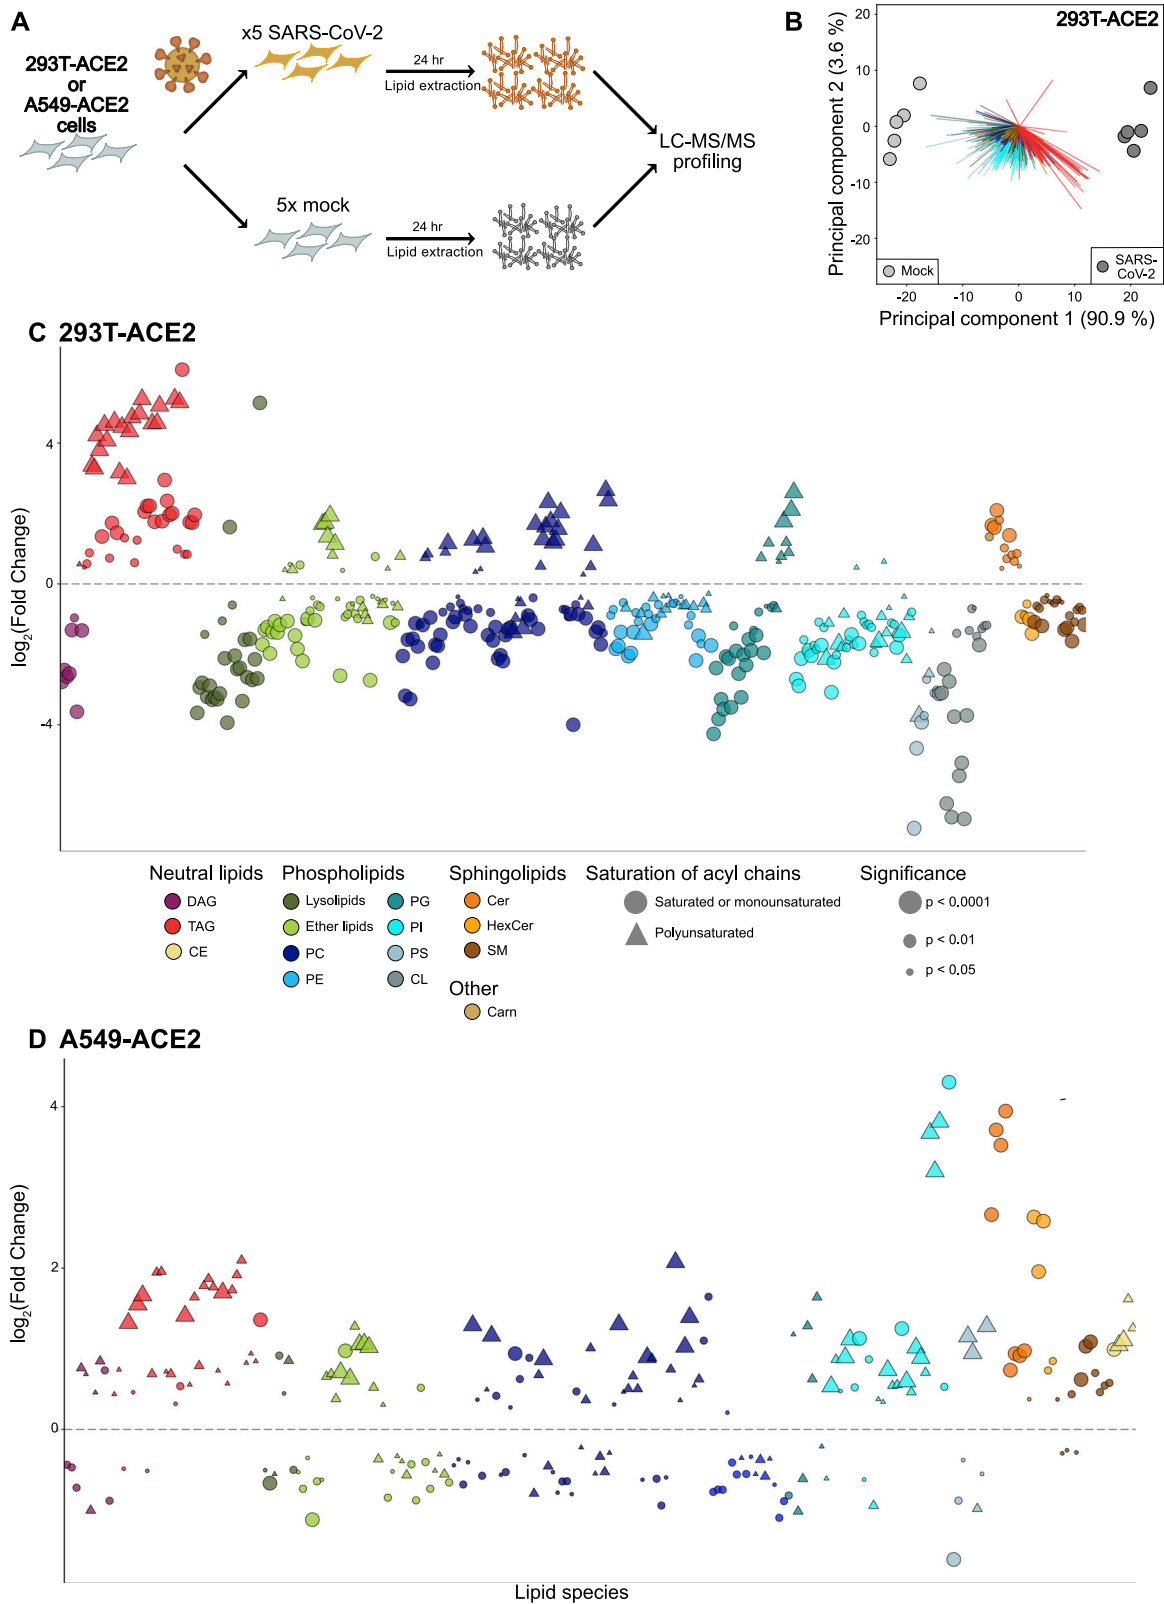 A
x5 SARS-CoV-2
293T-ACE2
or
A549-ACE2
cells
24 hr
Lipid extraction
LC-MS/MS
profiling
5x mock
24 hr
Lipid extraction
B
293T-ACE2
Principal component 2 (3.6 %)
20
10
0
-10
-20
Mock
SARS-
CoV-2
-20
-10
0
10
20
Principal component 1 (90.9 %)
C 293T-ACE2
log2(Fold Change)
4
0
-4
Neutral lipids
DAG
TAG
CE
Phospholipids
Lysolipids
Ether lipids
PC
PE
PG
PI
PS
CL
Sphingolipids
Cer
HexCer
SM
Other
Carn
Saturation of acyl chains
Saturated or monounsaturated
Polyunsaturated
Significance
p < 0.0001
p < 0.01
p < 0.05
D A549-ACE2
log2(Fold Change)
4
2
0
Lipid species